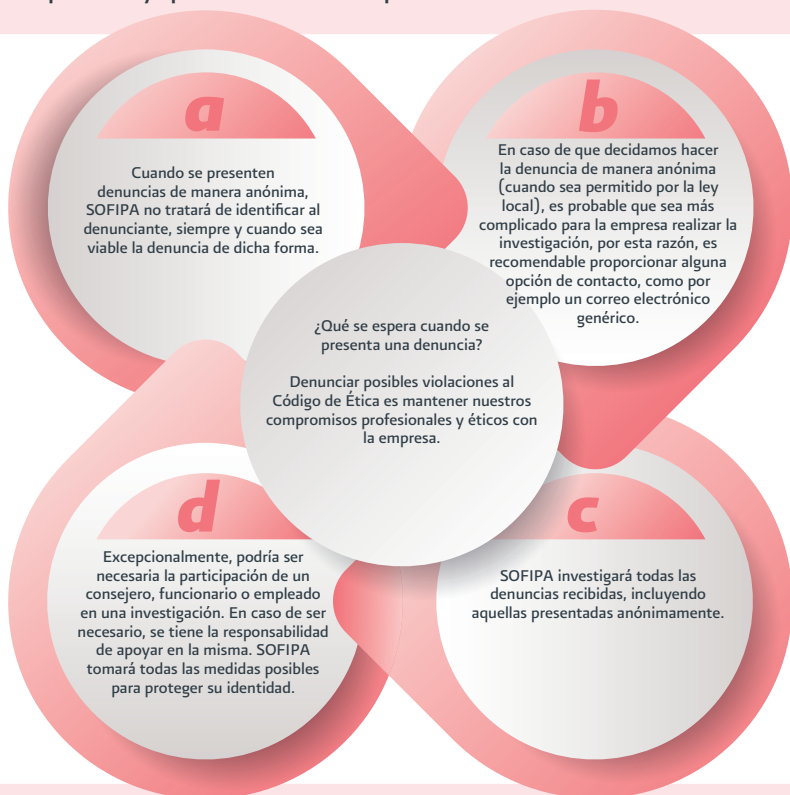 a
Cuando se presenten
denuncias de manera anónima,
SOFIPA no tratará de identificar al
denunciante, siempre y cuando sea
viable la denuncia de dicha forma.
b
En caso de que decidamos hacer
la denuncia de manera anónima
(cuando sea permitido por la ley
local), es probable que sea más
complicado para la empresa realizar la
investigación, por esta razón, es
recomendable proporcionar alguna
opción de contacto, como por
ejemplo un correo electrónico
genérico.
¿Qué se espera cuando se
presenta una denuncia?
Denunciar posibles violaciones al
Código de Ética es mantener nuestros
compromisos profesionales y éticos con
la empresa.
c
SOFIPA investigará todas las
denuncias recibidas, incluyendo
aquellas presentadas anónimamente.
d
Excepcionalmente, podría ser
necesaria la participación de un
consejero, funcionario o empleado
en una investigación. En caso de ser
necesario, se tiene la responsabilidad
de apoyar en la misma. SOFIPA
tomará todas las medidas posibles
para proteger su identidad.